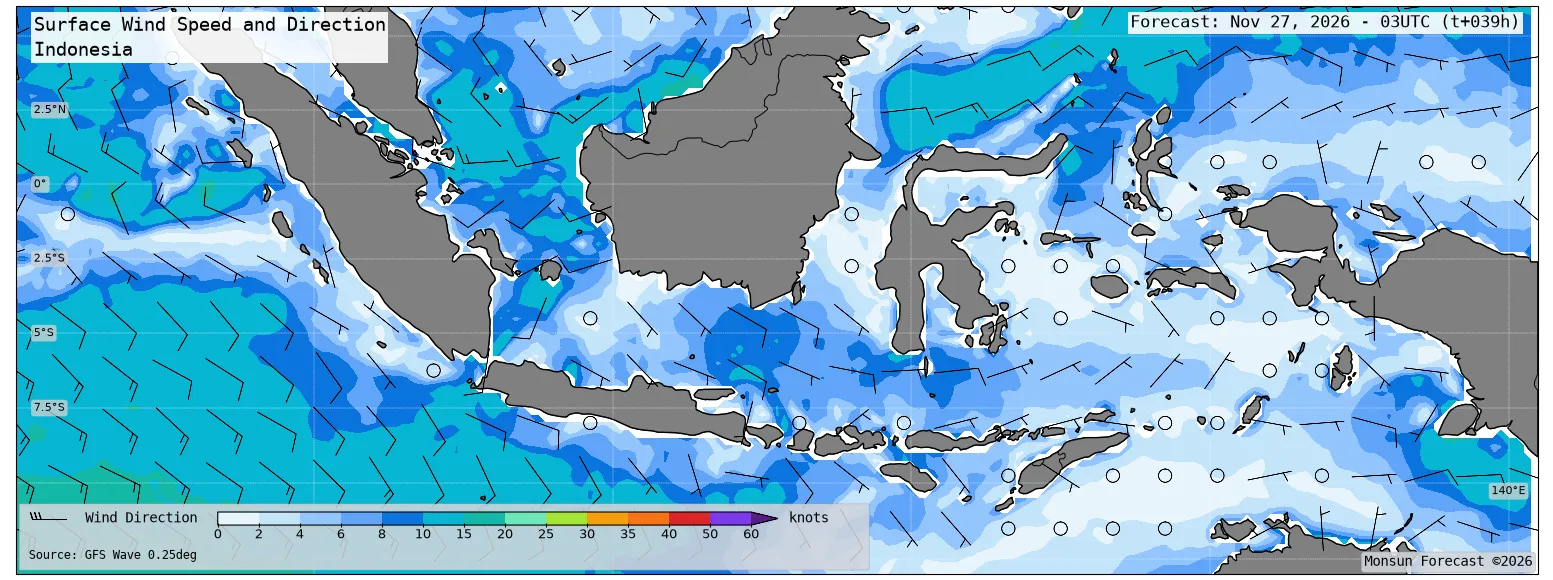 Surface Wind Speed and Direction
Indonesia
Forecast: Nov 27, 2026 - 03UTC (t+039h)
2.5°N
0°
2.5°S
5°S
7.5°S
140°E
Wind Direction
0 2 4 6 8 10 15 20 25 30 35 40 50 60
knots
Source: GFS Wave 0.25deg
Monsun Forecast ©2026